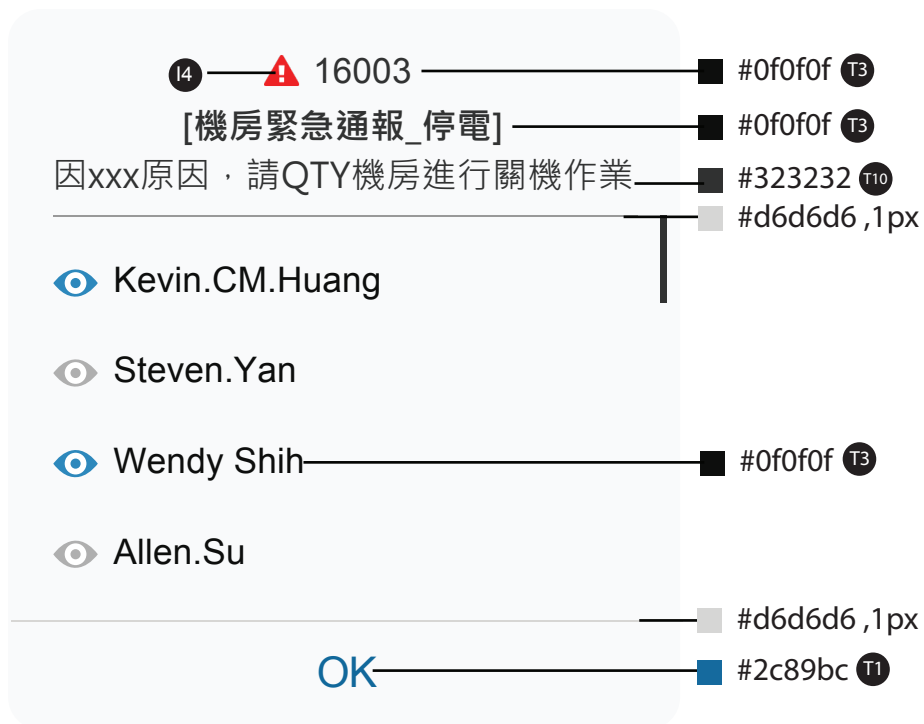 I4 16003 #0f0f0f T3
[機房緊急通報_停電] #0f0f0f T3
因xxx原因，請QTY機房進行關機作業 #323232 T10
#d6d6d6 ,1px
Kevin.CM.Huang
Steven.Yan
Wendy Shih #0f0f0f T3
Allen.Su
#d6d6d6 ,1px
OK #2c89bc T1